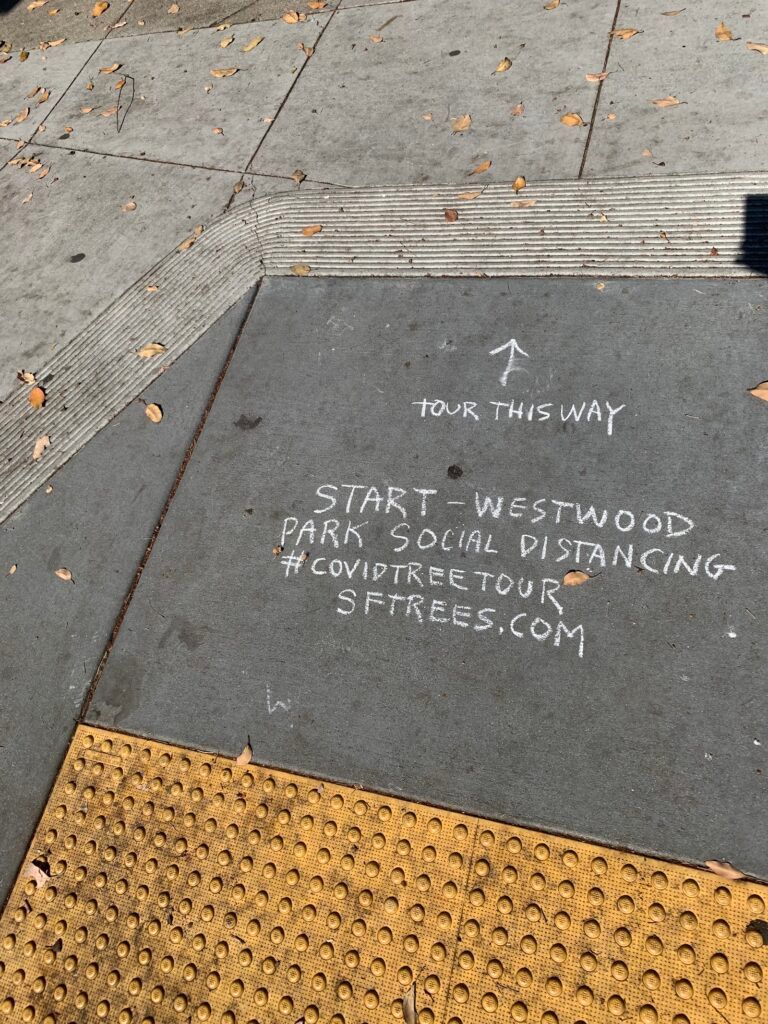 TOUR THIS WAY
START - WESTWOOD
PARK SOCIAL DISTANCING
#COVIDTREETOUR
SFTREES.COM
W